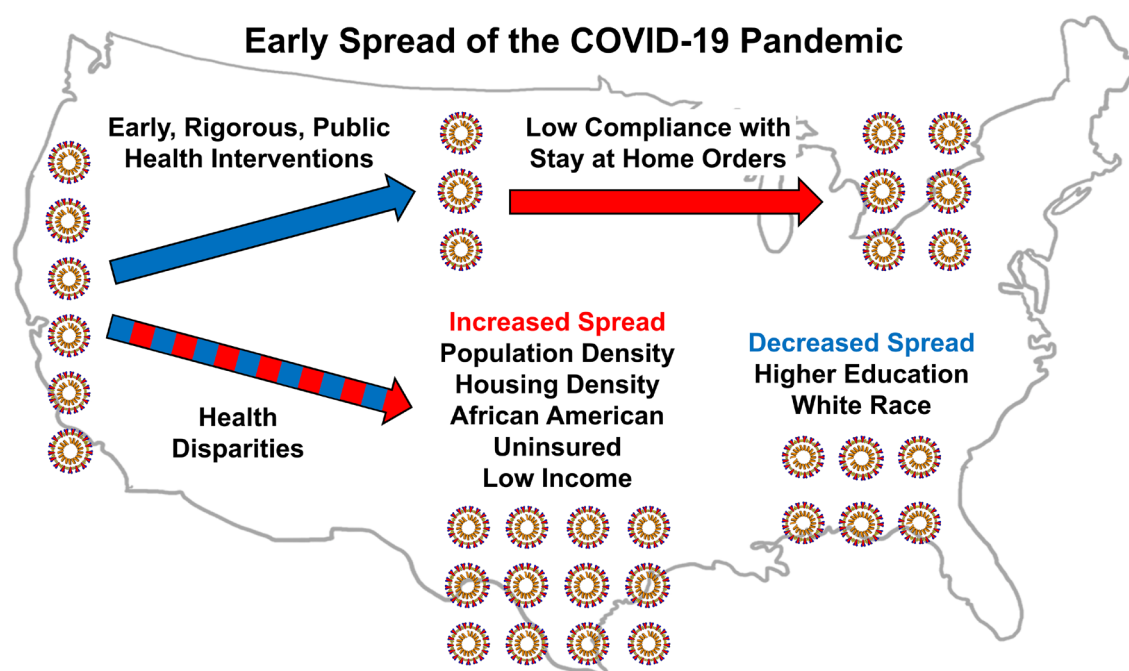 Early Spread of the COVID-19 Pandemic
Early, Rigorous, Public
Health Interventions
Low Compliance with
Stay at Home Orders
Health
Disparities
Increased Spread
Population Density
Housing Density
African American
Uninsured
Low Income
Decreased Spread
Higher Education
White Race